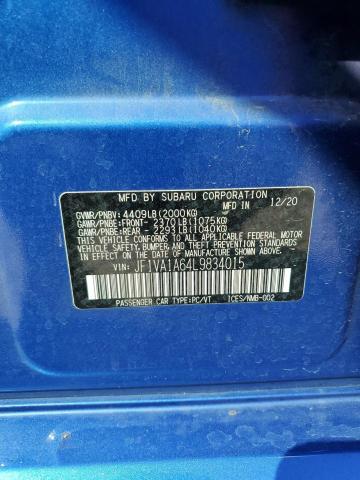 MFD BY SUBARU CORPORATION 12/20
GVWR/PNBV: 4409LB(2000KG)
GAWR/PNBE:FRONT- 2370LB(1075KG)
GAWR/PNBE:REAR - 2293LB(1040KG)
THIS VEHICLE CONFORMS TO ALL APPLICABLE FEDERAL MOTOR
VEHICLE SAFETY, BUMPER, AND THEFT PREVENTION STANDARDS
IN EFFECT ON THE DATE OF MANUFACTURE SHOWN ABOVE.
VIN: JF1VA1A64L9834015
PASSENGER CAR TYPE:PC/VT ICES/NMB-002